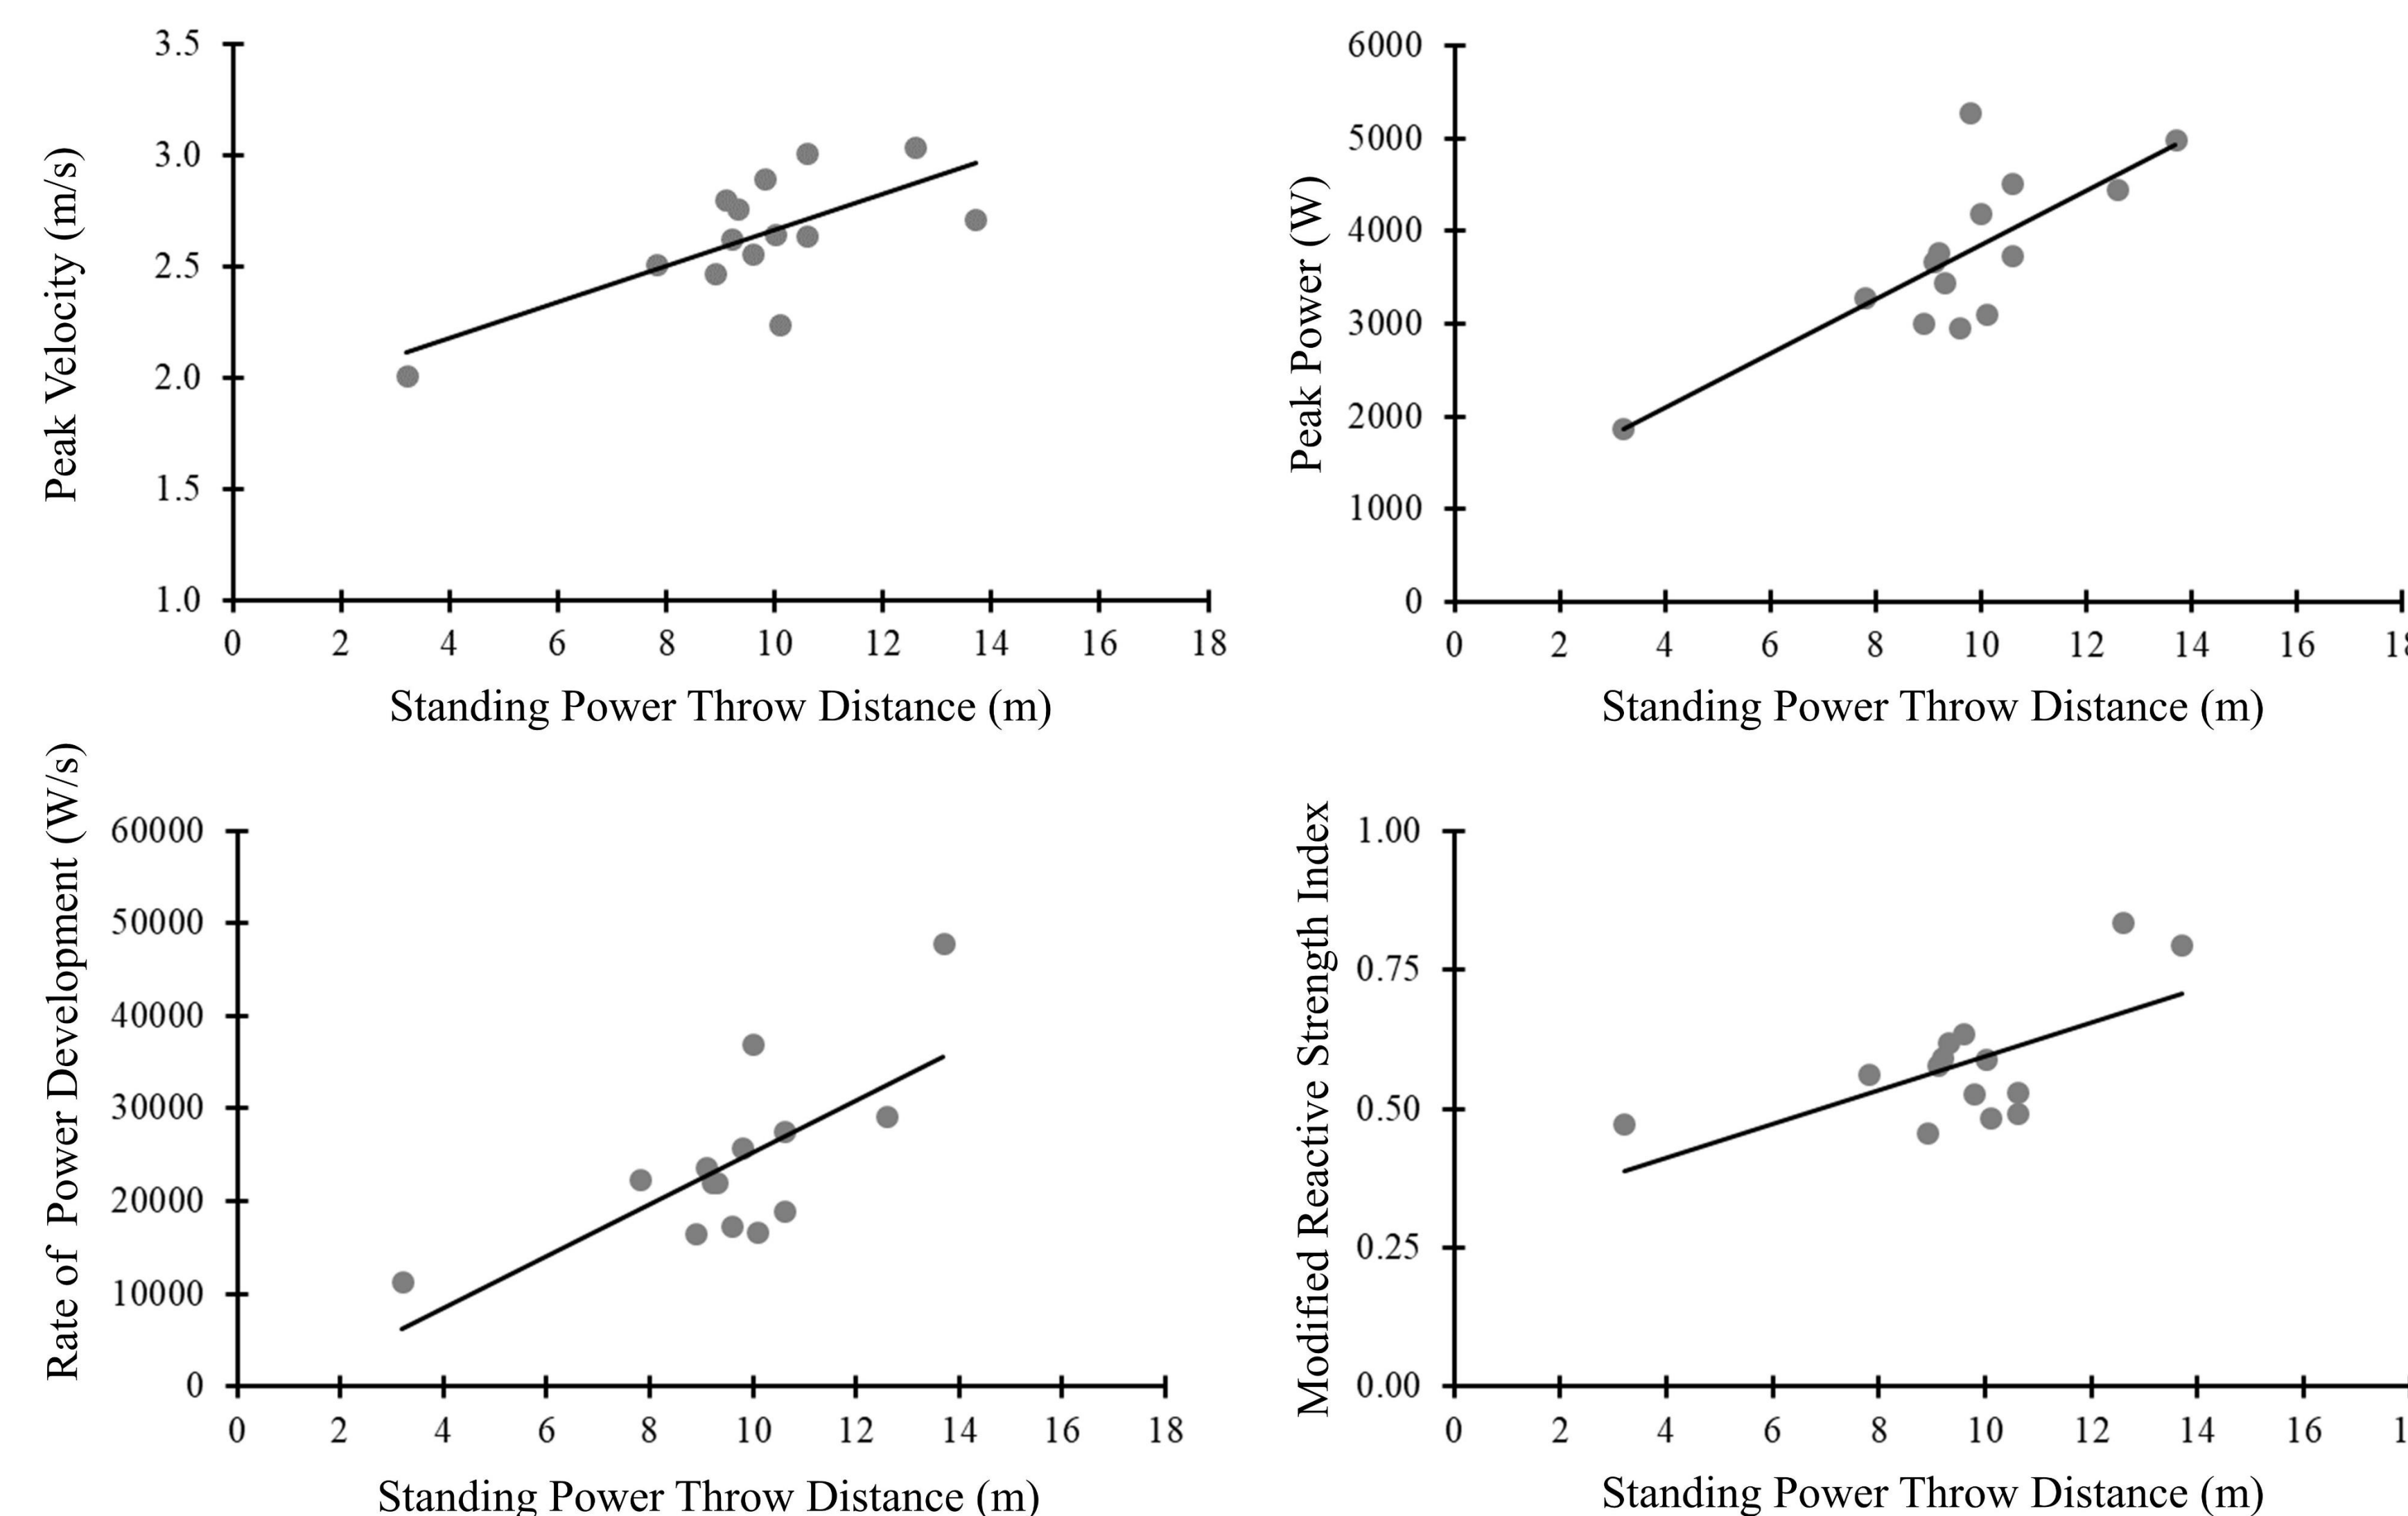 Peak Velocity (m/s)
3.5
3.0
2.5
2.0
1.5
1.0
0 2 4 6 8 10 12 14 16 18
Standing Power Throw Distance (m)
Peak Power (W)
6000
5000
4000
3000
2000
1000
0
0 2 4 6 8 10 12 14 16
Standing Power Throw Distance (m)
Rate of Power Development (W/s)
60000
50000
40000
30000
20000
10000
0
0 2 4 6 8 10 12 14 16 18
Standing Power Throw Distance (m)
Modified Reactive Strength Index
1.00
0.75
0.50
0.25
0.00
0 2 4 6 8 10 12 14 16
Standing Power Throw Distance (m)